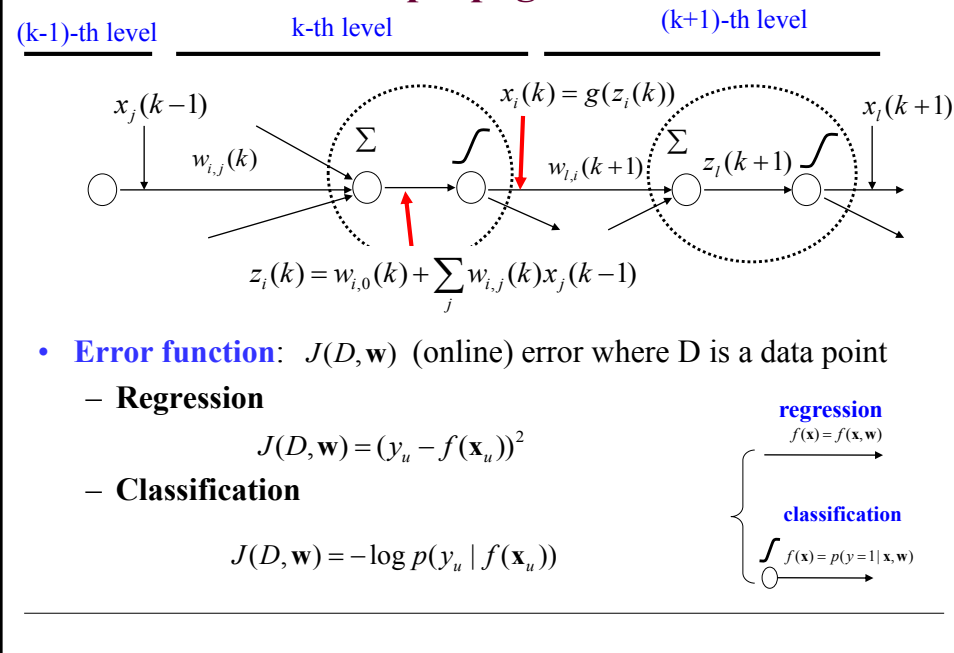 (k-1)-th level k-th level (k+1)-th level
x_j(k−1) x_i(k) = g(z_i(k)) x_l(k+1)
w_{i,j}(k) Σ w_{l,i}(k+1) Σ z_l(k+1)
z_i(k) = w_{i,0}(k) + ∑_j w_{i,j}(k)x_j(k−1)
• Error function: J(D, w) (online) error where D is a data point
– Regression
J(D, w) = (y_u − f(x_u))^2
– Classification
J(D, w) = −log p(y_u | f(x_u))
regression
f(x) = f(x, w)
classification
f(x) = p(y = 1 | x, w)